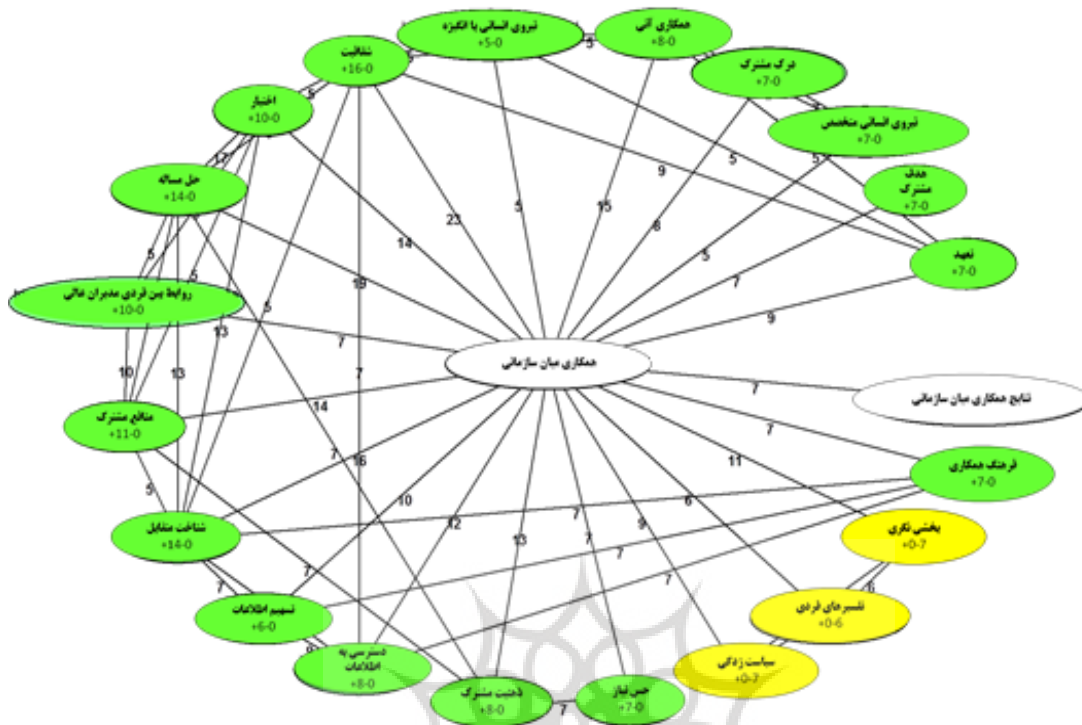 نیروی انسانی با انگیزه
+5-0
همکاری آتی
+8-0
شفافیت
+16-0
درک مشترک
+7-0
اختیار
+10-0
نیروی انسانی متخصص
+7-0
حل مساله
+14-0
هدف
مشترک
+7-0
تعهد
+7-0
روابط بین فردی مدیران عالی
+10-0
همکاری میان سازمانی
نتایج همکاری میان سازمانی
منافع مشترک
+11-0
فرهنگ همکاری
+7-0
شناخت متقابل
+14-0
بخشی نگری
+0-7
تسهیم اطلاعات
+6-0
تفسیرهای فردی
+0-6
دسترسی به
اطلاعات
+8-0
سیاست زدگی
+0-7
ذهنیت مشترک
+8-0
حس نیاز
+7-0
5
5
17
23
5
15
8
5
9
5
14
5
7
19
9
5
5
5
13
7
7
10
13
7
14
7
7
5
7
16
10
11
6
12
13
7
9
7
7
7
6
7
7
7